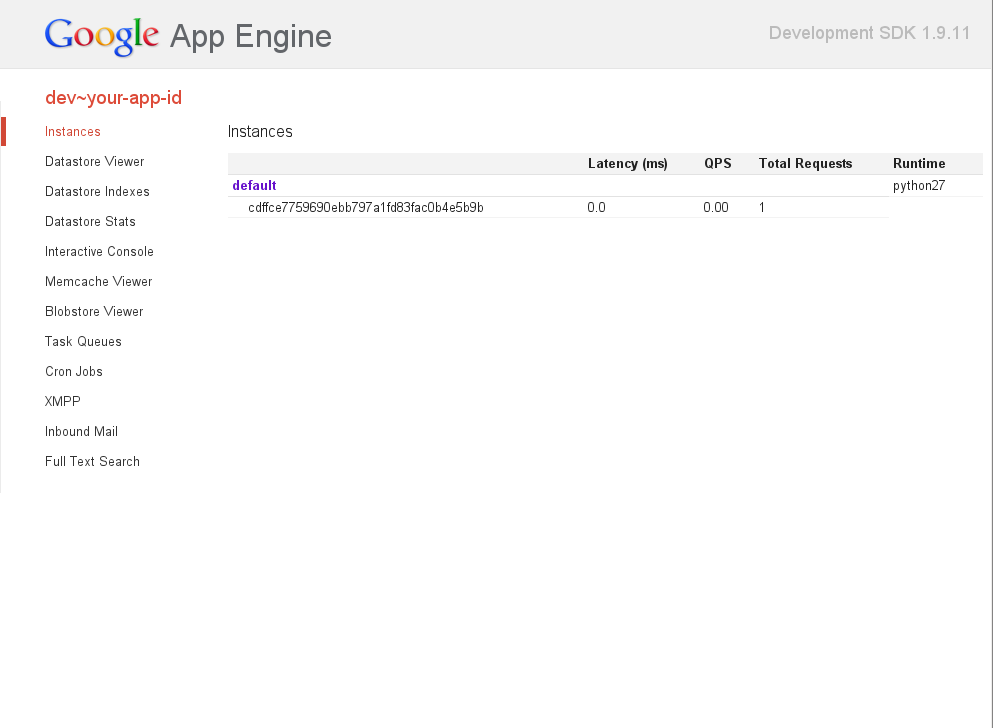 Google App Engine
Development SDK 1.9.11
dev~your-app-id
Instances
Datastore Viewer
Datastore Indexes
Datastore Stats
Interactive Console
Memcache Viewer
Blobstore Viewer
Task Queues
Cron Jobs
XMPP
Inbound Mail
Full Text Search
Instances
Latency (ms) QPS Total Requests Runtime
default python27
cdffce7759690ebb797a1fd83fac0b4e5b9b 0.0 0.00 1